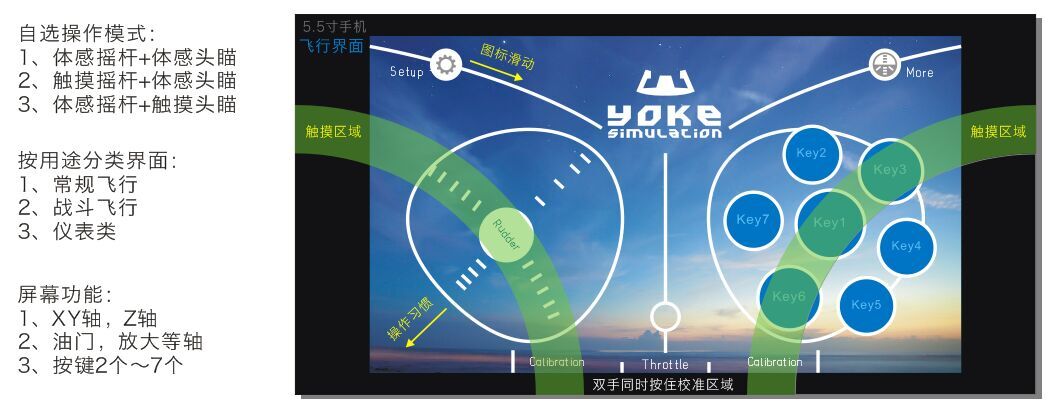 自选操作模式：
1、体感摇杆+体感头瞄
2、触摸摇杆+体感头瞄
3、体感摇杆+触摸头瞄
按用途分类界面：
1、常规飞行
2、战斗飞行
3、仪表类
屏幕功能：
1、XY轴，Z轴
2、油门，放大等轴
3、按键2个～7个
5.5寸手机
飞行界面
Setup
图标滑动
More
YOKE
SIMULATION
触摸区域
触摸区域
Key2
Key3
Key7
Key1
Key4
Key6
Key5
Rudder
操作习惯
Calibration
Throttle
Calibration
双手同时按住校准区域